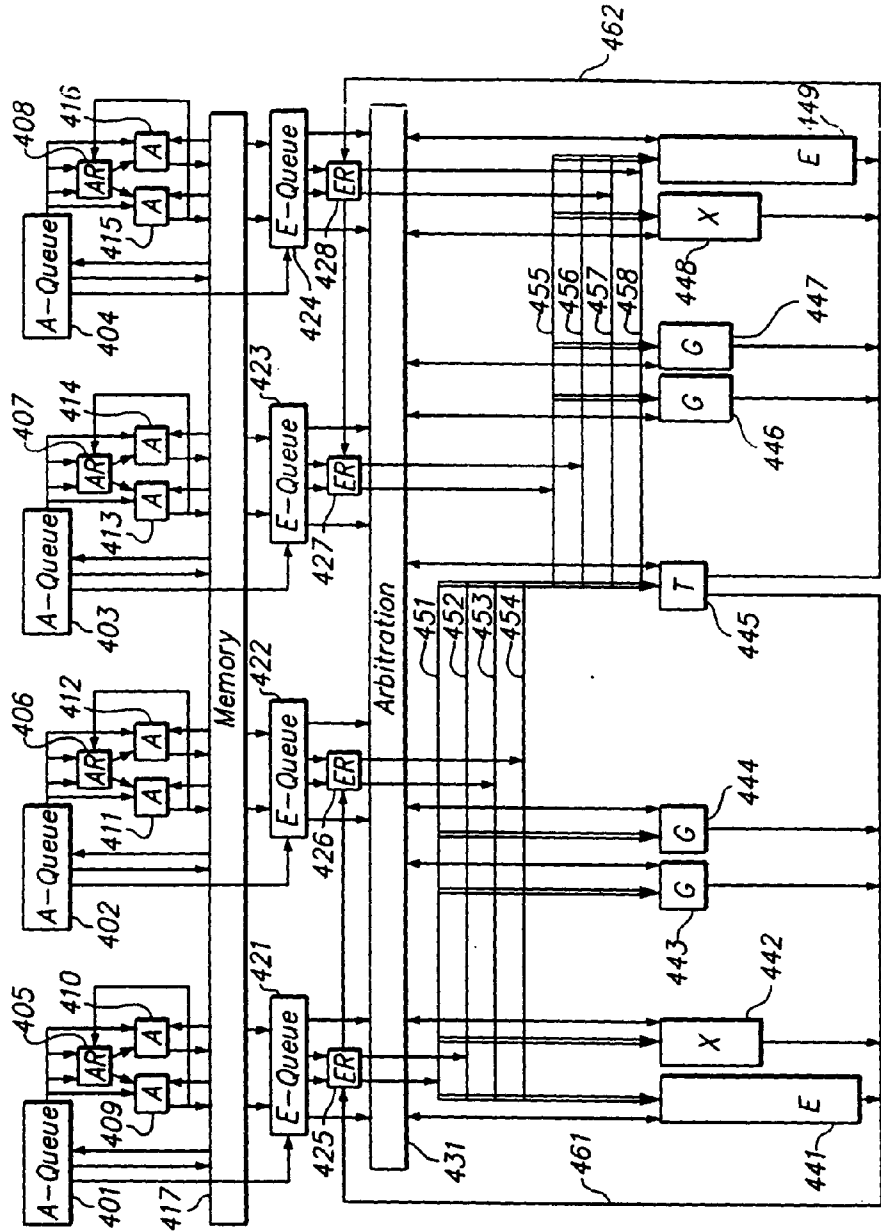 405
406
407
408
A-Queue
A-Queue
A-Queue
A-Queue
410
412
414
416
AR
AR
AR
AR
A
A
A
A
A
A
A
A
401
409
402
411
403
413
404
415
417
Memory
421
422
423
424
E-Queue
E-Queue
E-Queue
E-Queue
ER
ER
ER
ER
425
426
427
428
462
Arbitration
431
451
452
453
454
455
456
457
458
461
442
444
447
149
X
G
G
T
G
G
X
E
E
443
445
446
448
441